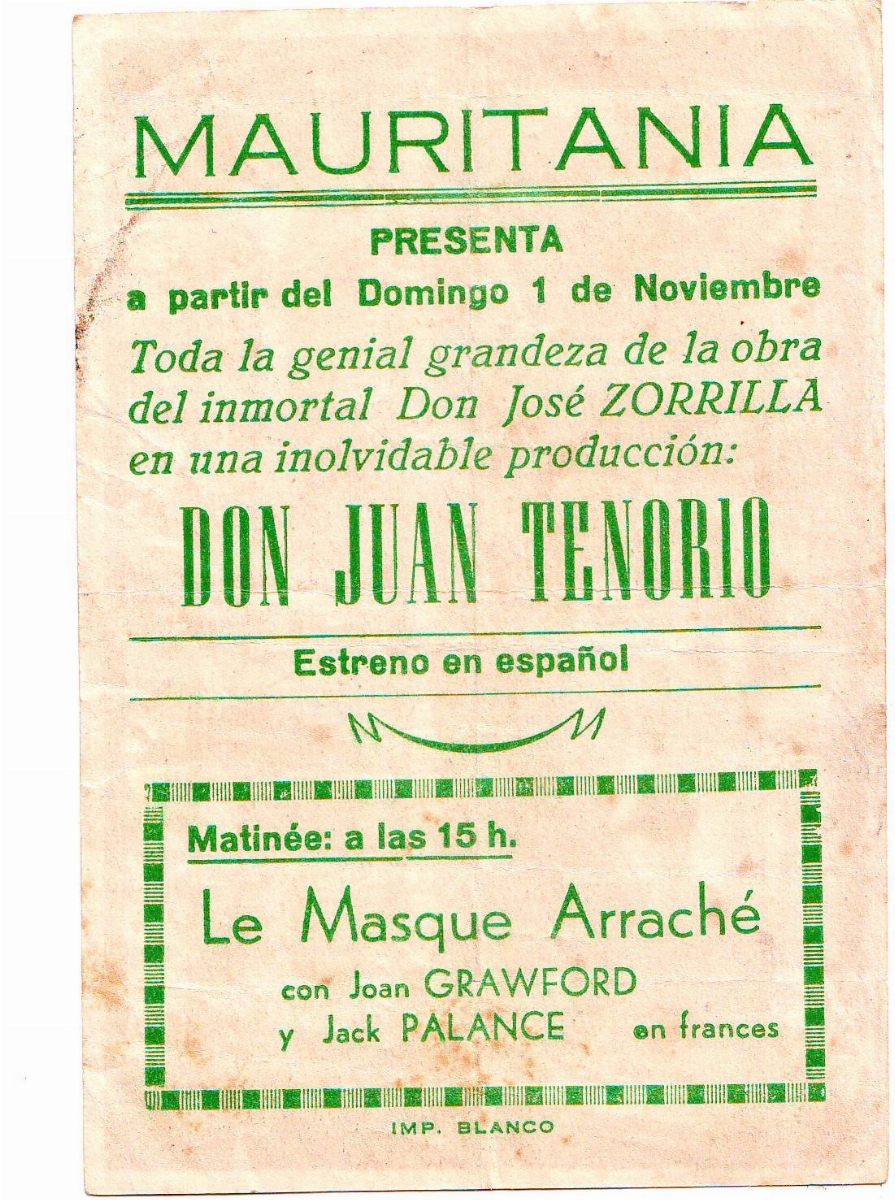 MAURITANIA
PRESENTA
a partir del Domingo 1 de Noviembre
Toda la genial grandeza de la obra
del inmortal Don José ZORRILLA
en una inolvidable producción:
DON JUAN TENORIO
Estreno en español
Matinée: a las 15 h.
Le Masque Arraché
con Joan GRAWFORD
y Jack PALANCE en frances
IMP. BLANCO